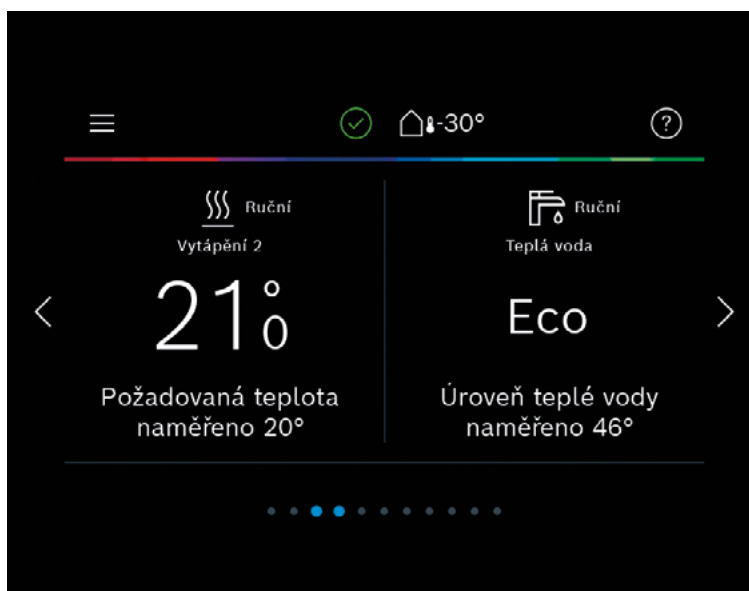 -30°
?
Ruční
Vytápění 2
21°0
Požadovaná teplota
naměřeno 20°
Ruční
Teplá voda
Eco
Úroveň teplé vody
naměřeno 46°